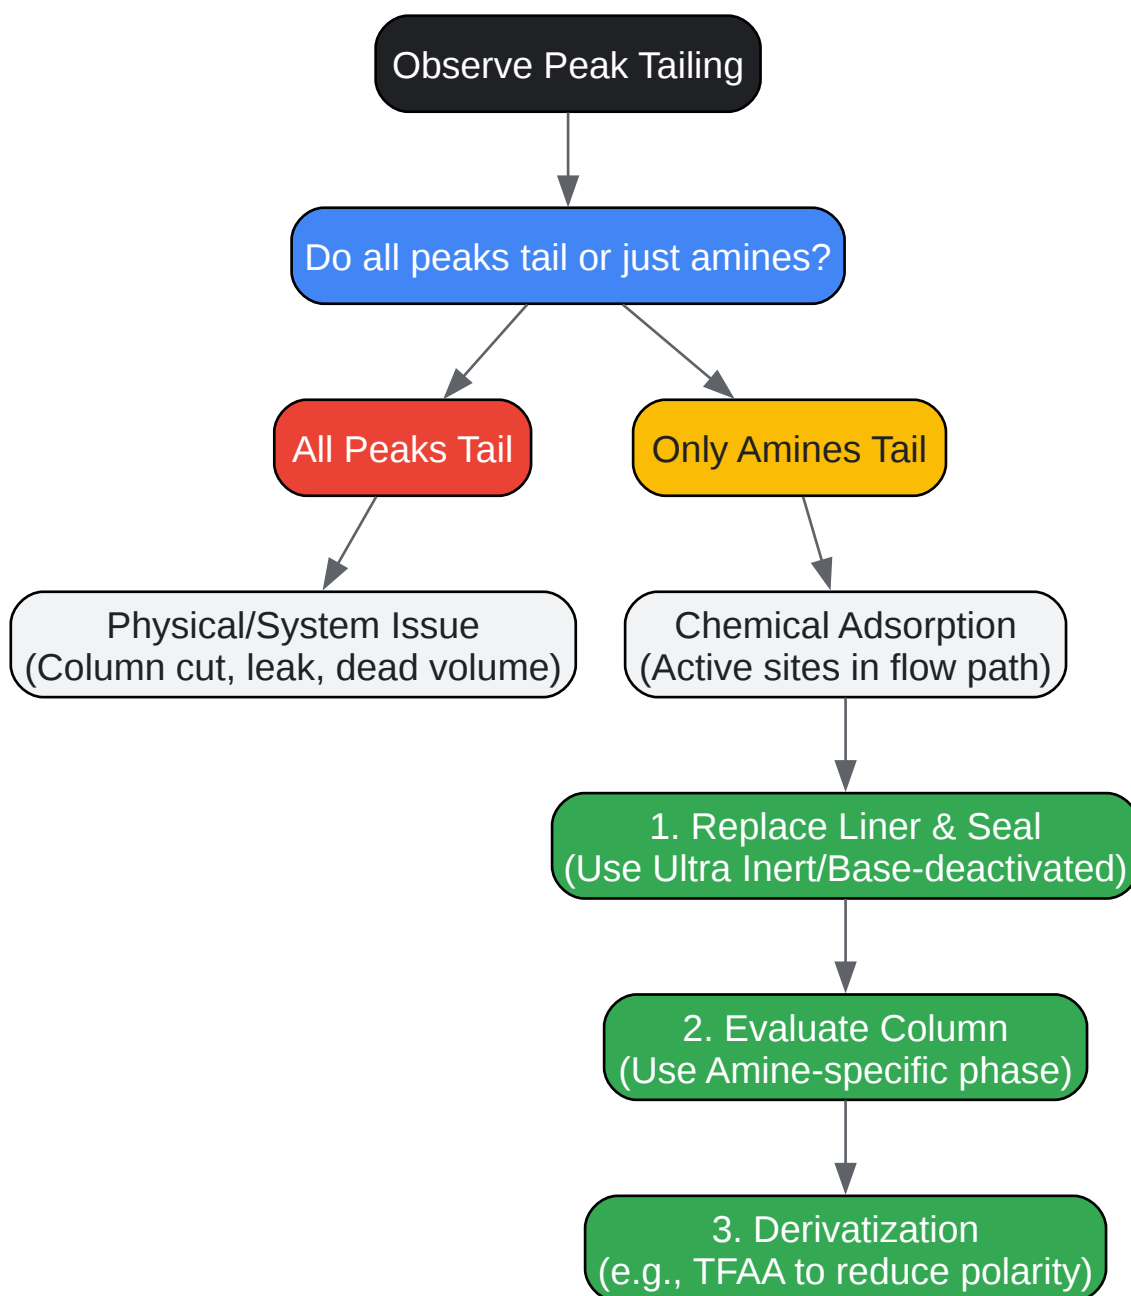 Observe Peak Tailing
Do all peaks tail or just amines?
All Peaks Tail
Only Amines Tail
Physical/System Issue
(Column cut, leak, dead volume)
Chemical Adsorption
(Active sites in flow path)
1. Replace Liner & Seal
(Use Ultra Inert/Base-deactivated)
2. Evaluate Column
(Use Amine-specific phase)
3. Derivatization
(e.g., TFAA to reduce polarity)